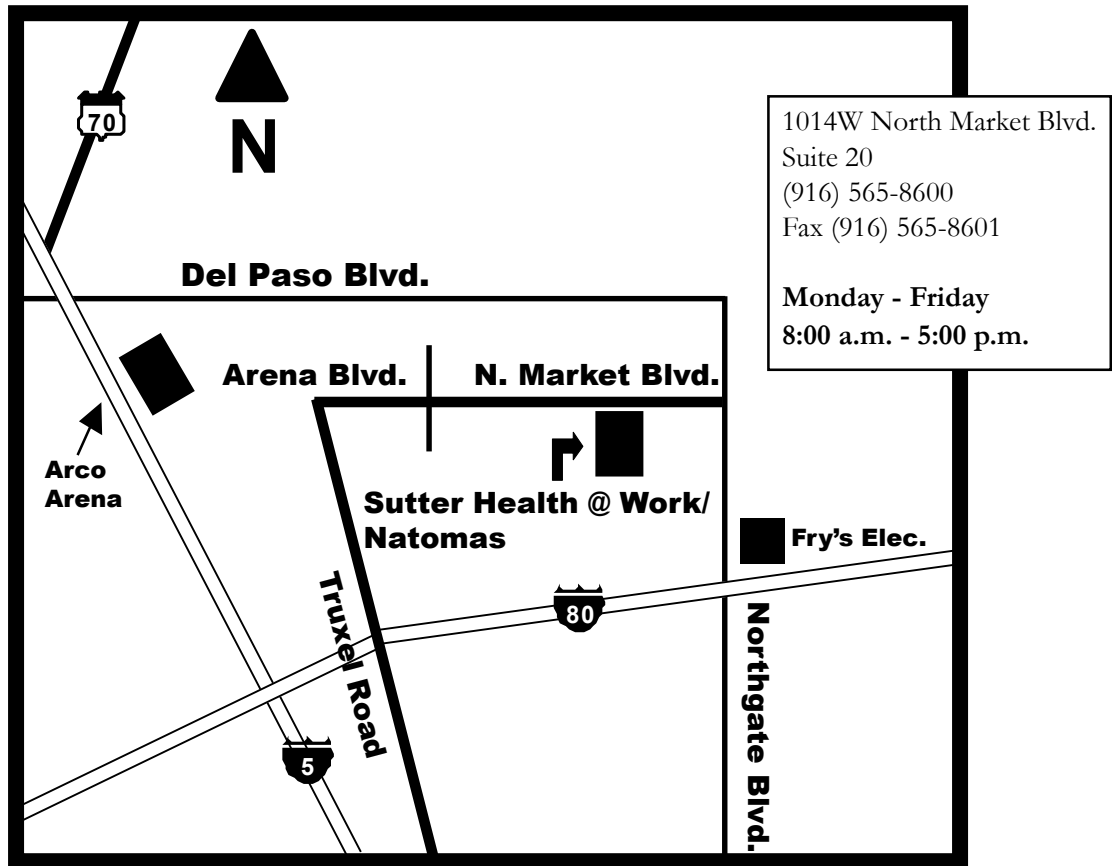 70
N
1014W North Market Blvd.
Suite 20
(916) 565-8600
Fax (916) 565-8601
Monday - Friday
8:00 a.m. - 5:00 p.m.
Del Paso Blvd.
Arena Blvd.
N. Market Blvd.
Arco
Arena
Sutter Health @ Work/
Natomas
Fry's Elec.
80
Truxel Road
Northgate Blvd.
5